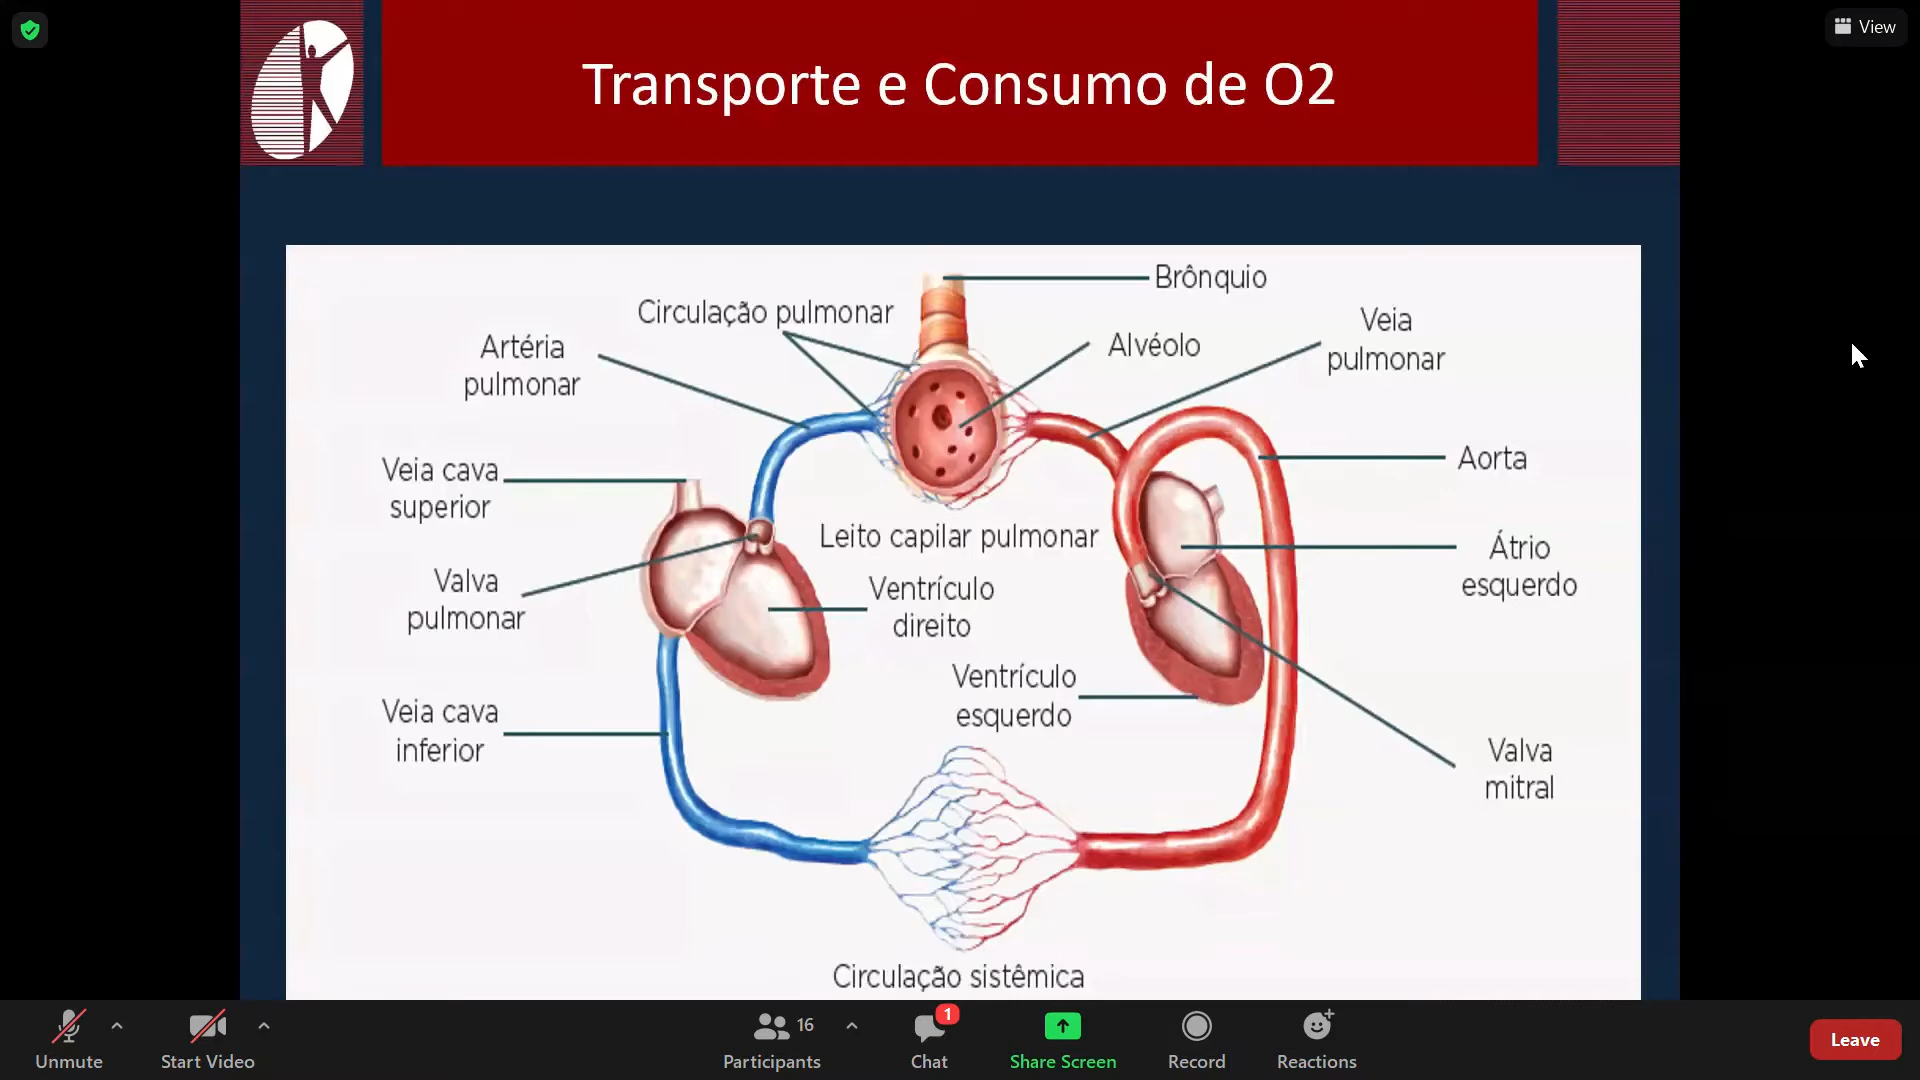 View
Transporte e Consumo de O2
Brônquio
Circulação pulmonar
Veia
pulmonar
Artéria
pulmonar
Alvéolo
Aorta
Veia cava
superior
Leito capilar pulmonar
Átrio
esquerdo
Valva
pulmonar
Ventrículo
direito
Ventrículo
esquerdo
Veia cava
inferior
Valva
mitral
Circulação sistêmica
Unmute
Start Video
16
Participants
1
Chat
Share Screen
Record
Reactions
Leave